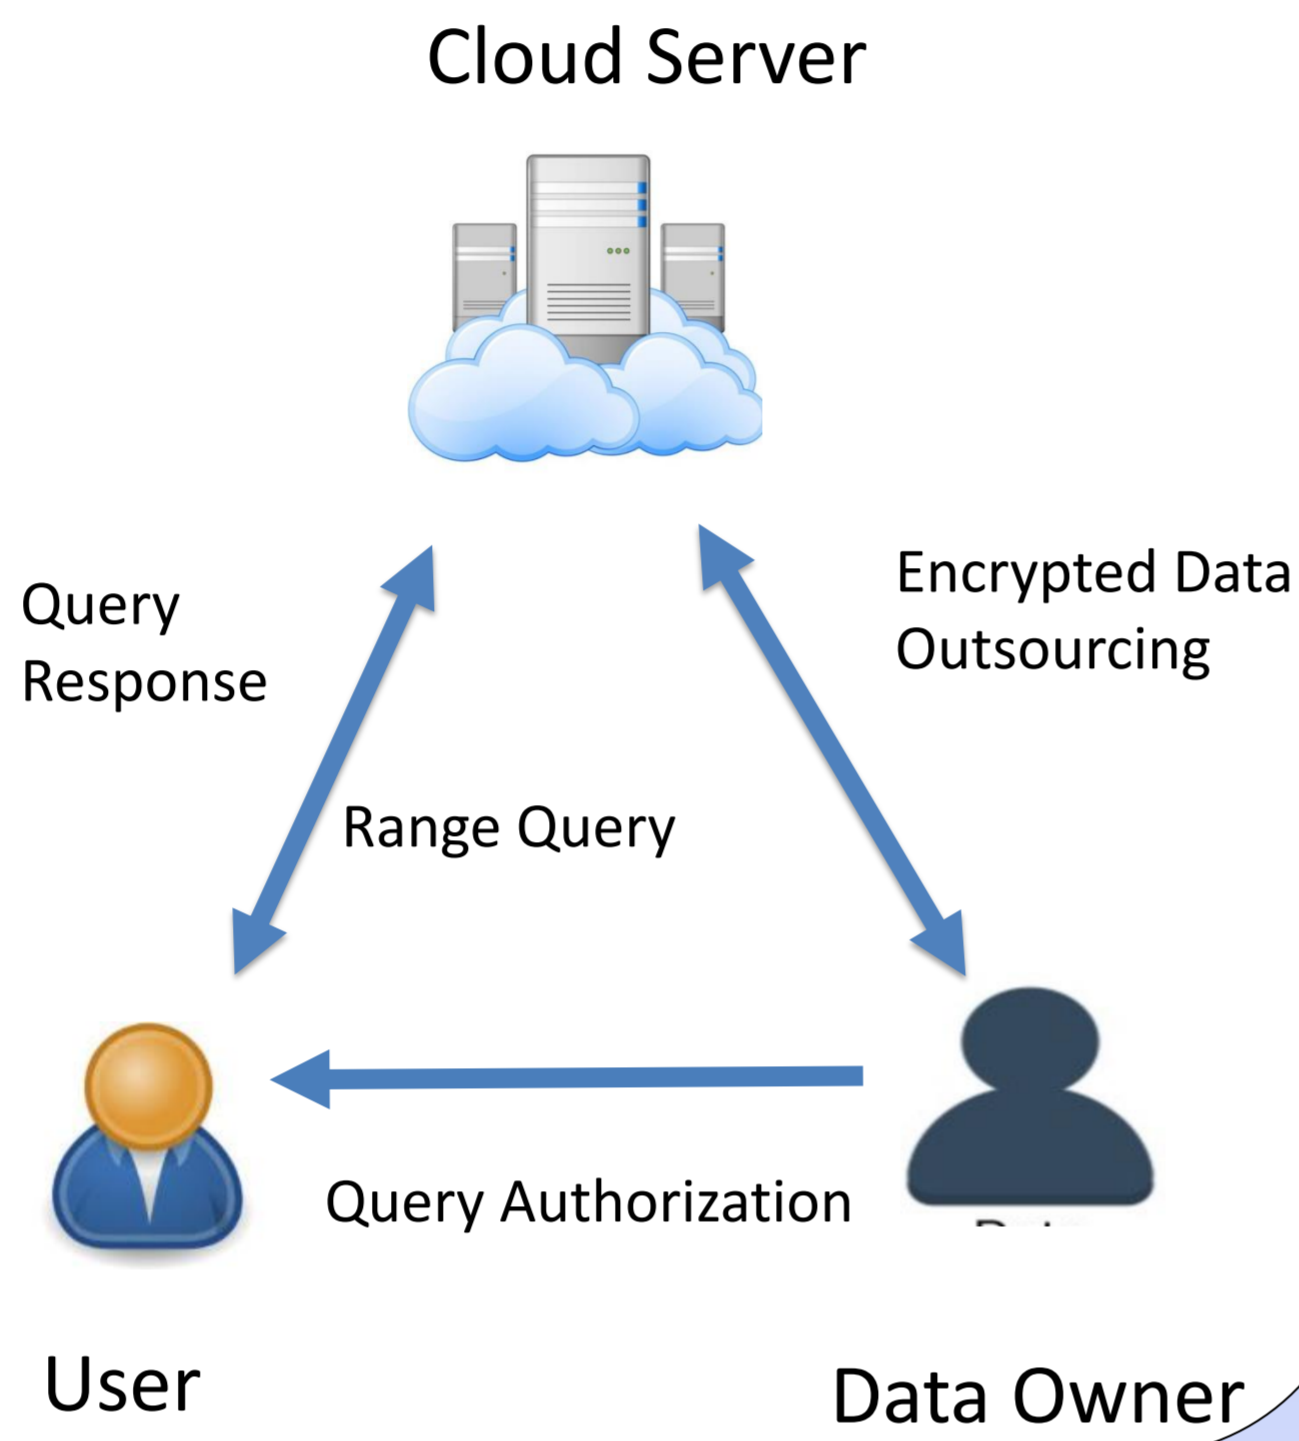 Cloud Server
Query
Response
Encrypted Data
Outsourcing
Range Query
Query Authorization
User
Data Owner